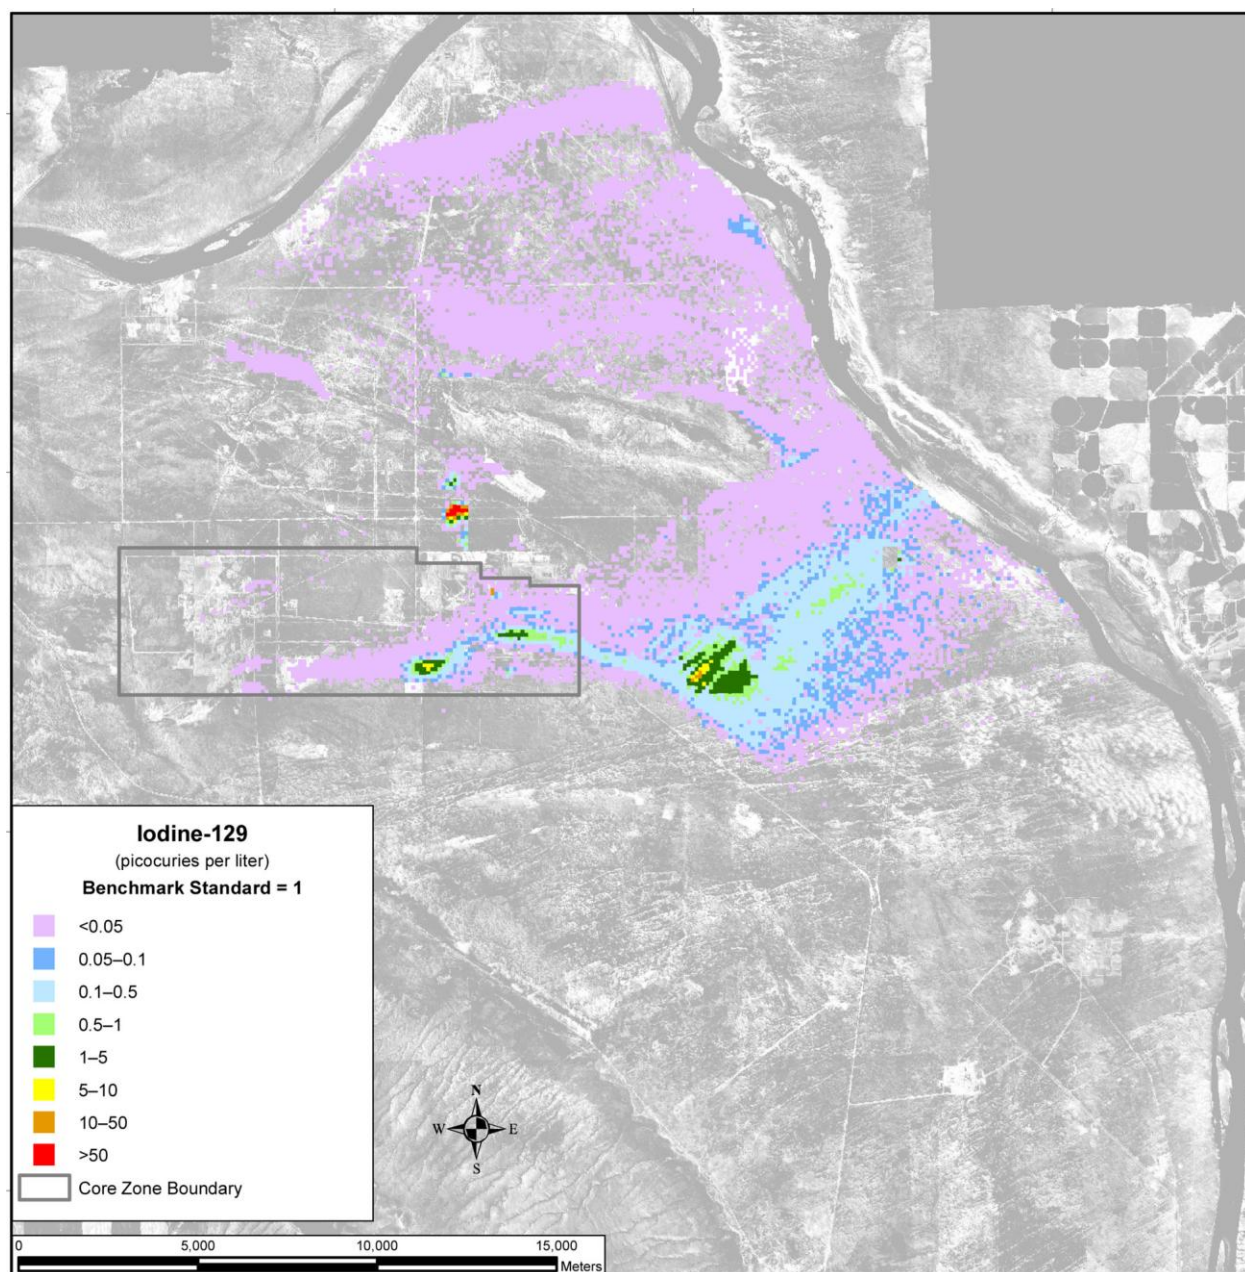 Iodine-129
(picocuries per liter)
Benchmark Standard = 1
<0.05
0.05–0.1
0.1–0.5
0.5–1
1–5
5–10
10–50
>50
Core Zone Boundary
N
W E
S
0 5,000 10,000 15,000
Meters